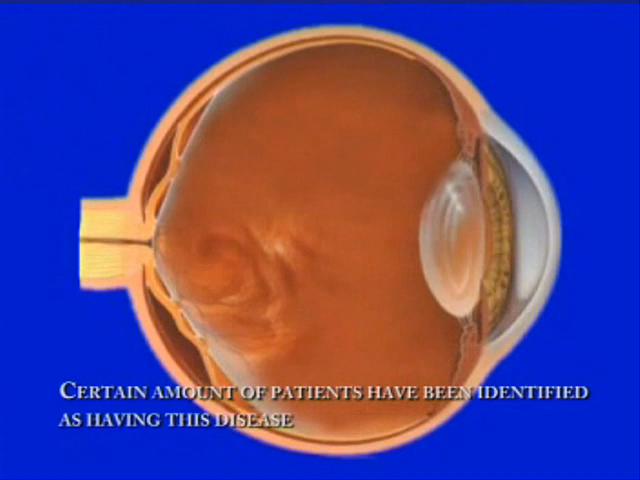 CERTAIN AMOUNT OF PATIENTS HAVE BEEN IDENTIFIED
AS HAVING THIS DISEASE